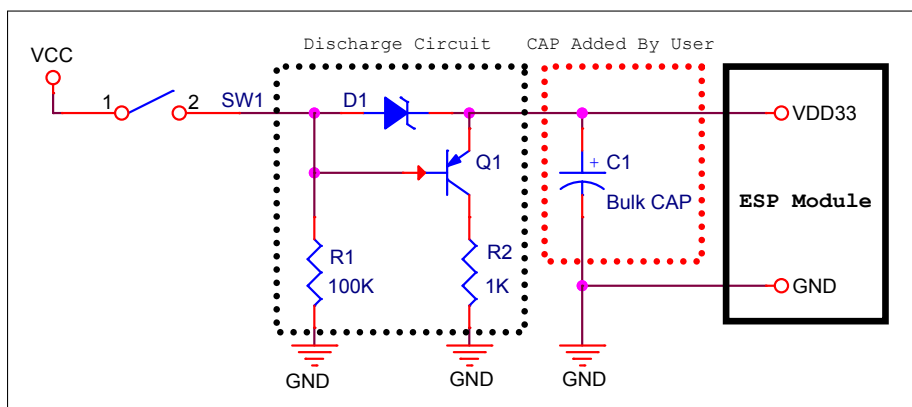 Discharge Circuit
CAP Added By User
VCC
1
2
SW1
D1
Q1
R1
100K
R2
1K
+
C1
Bulk CAP
VDD33
ESP Module
GND
GND
GND
GND